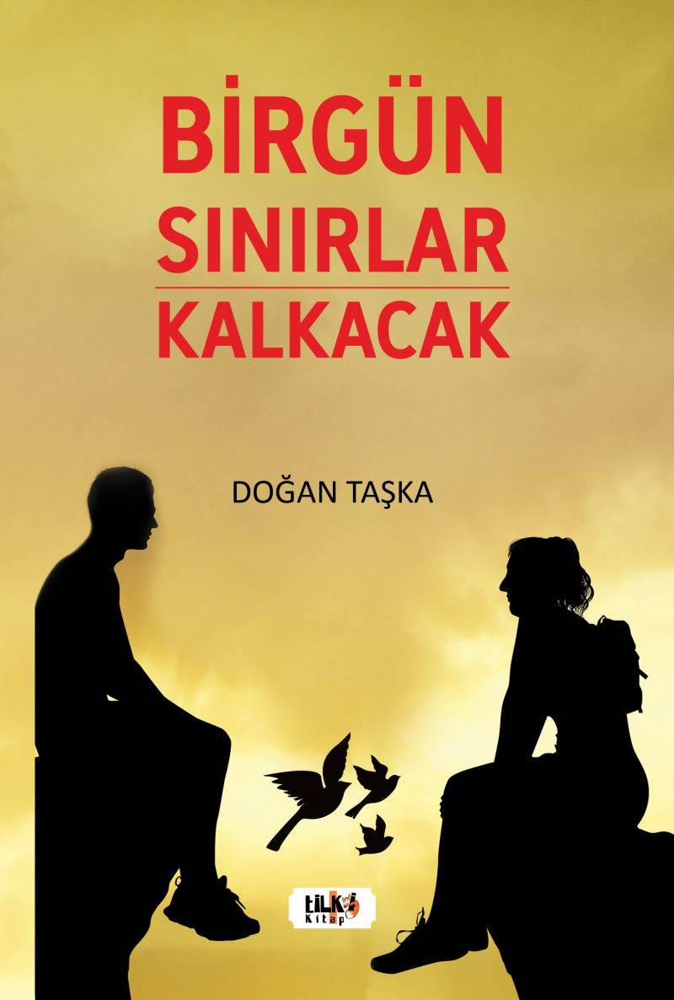 BİRGÜN
SINIRLAR
KALKACAK
DOĞAN TAŞKA
tiLKi
Kitap